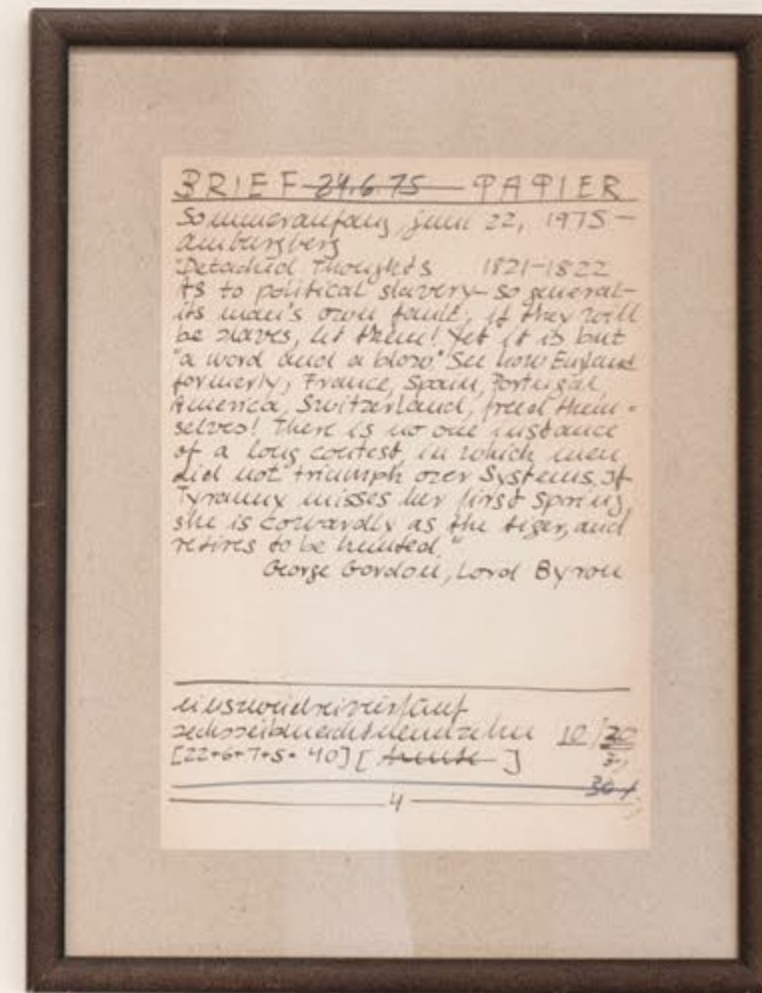 BRIEF 24.6.75 PAPIER
Sommeranfang, juni 22, 1975-
amburgberg
"Detached Thoughts 1821-1822
As to political slavery - so general -
its man's own fault, if they will
be slaves, let them! Yet it is but
"a word and a blow" See how England
formerly, France, Spain, Portugal,
America, Switzerland, freed them-
selves! There is no one instance
of a long contest, in which men
did not triumph over Systems. If
Tyranny misses her first spring,
she is cowardly as the tiger, and
retires to be hunted."
George Gordon, Lord Byron
einszweidreivierfünf
sechssiebenachtneunzehn 10/20
[22+6+7+5=40] [ ]
30
4